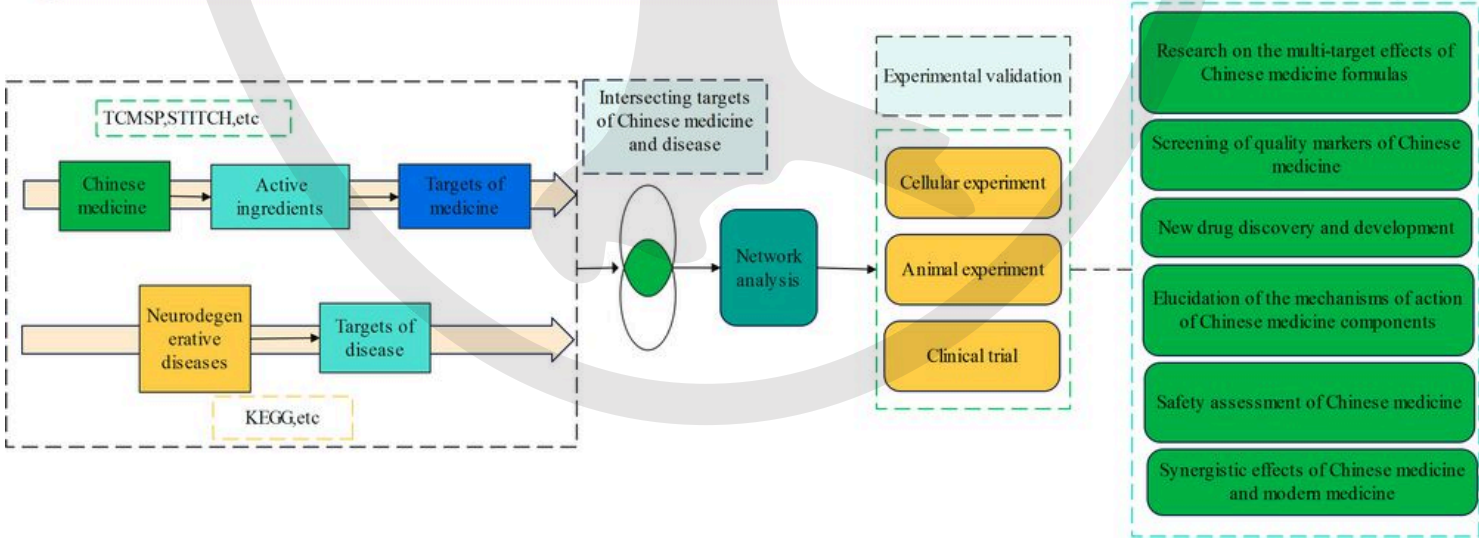 TCMSP,STITCH,etc
Chinese
medicine
Active
ingredients
Targets of
medicine
Neurodegen
erative
diseases
Targets of
disease
KEGG,etc
Intersecting targets
of Chinese medicine
and disease
Network
analysis
Experimental validation
Cellular experiment
Animal experiment
Clinical trial
Research on the multi-target effects of
Chinese medicine formulas
Screening of quality markers of Chinese
medicine
New drug discovery and development
Elucidation of the mechanisms of action
of Chinese medicine components
Safety assessment of Chinese medicine
Synergistic effects of Chinese medicine
and modern medicine